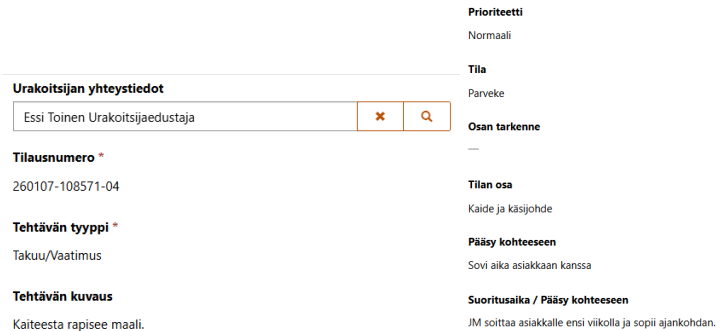 Urakoitsijan yhteystiedot
Essi Toinen Urakoitsijaedustaja
Tilausnumero *
260107-108571-04
Tehtävän tyyppi *
Takuu/Vaatimus
Tehtävän kuvaus
Kaiteesta rapisee maali.
Prioriteetti
Normaali
Tila
Parveke
Osan tarkenne
—
Tilan osa
Kaide ja käsijohde
Pääsy kohteeseen
Sovi aika asiakkaan kanssa
Suoritusaika / Pääsy kohteeseen
JM soittaa asiakkalle ensi viikolla ja sopii ajankohdan.